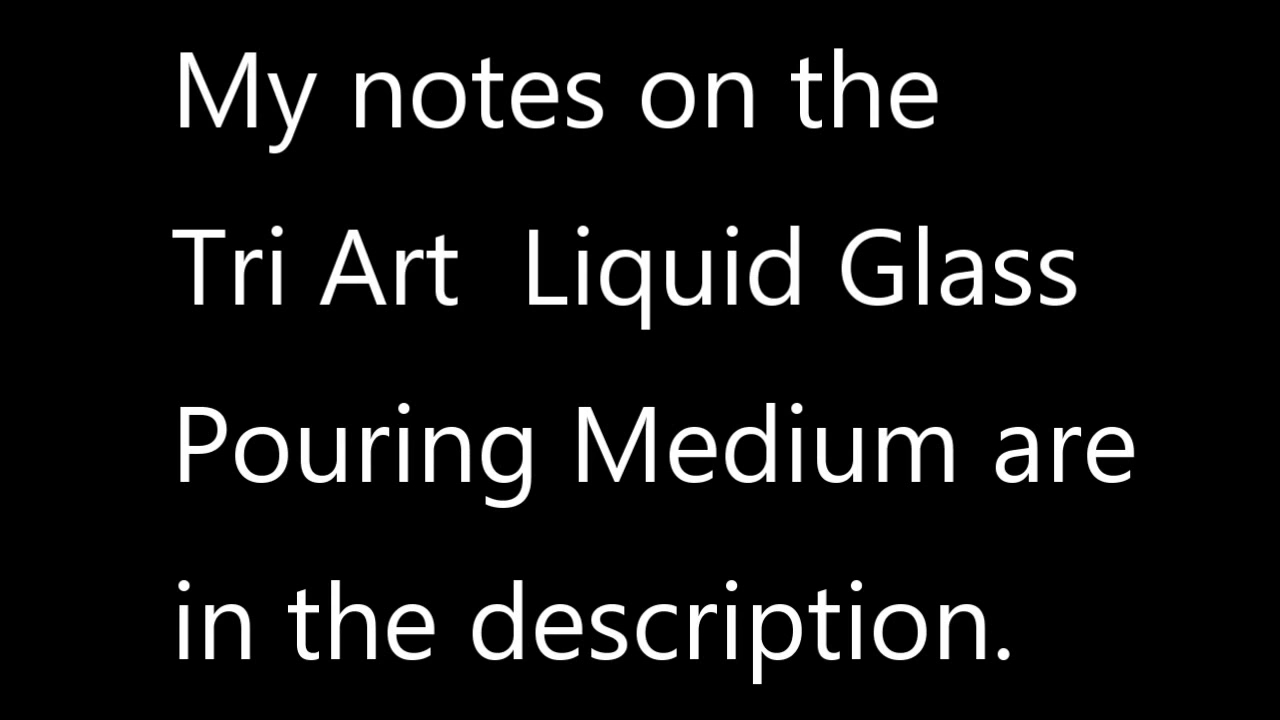 My notes on the
Tri Art  Liquid Glass
Pouring Medium are
in the description.